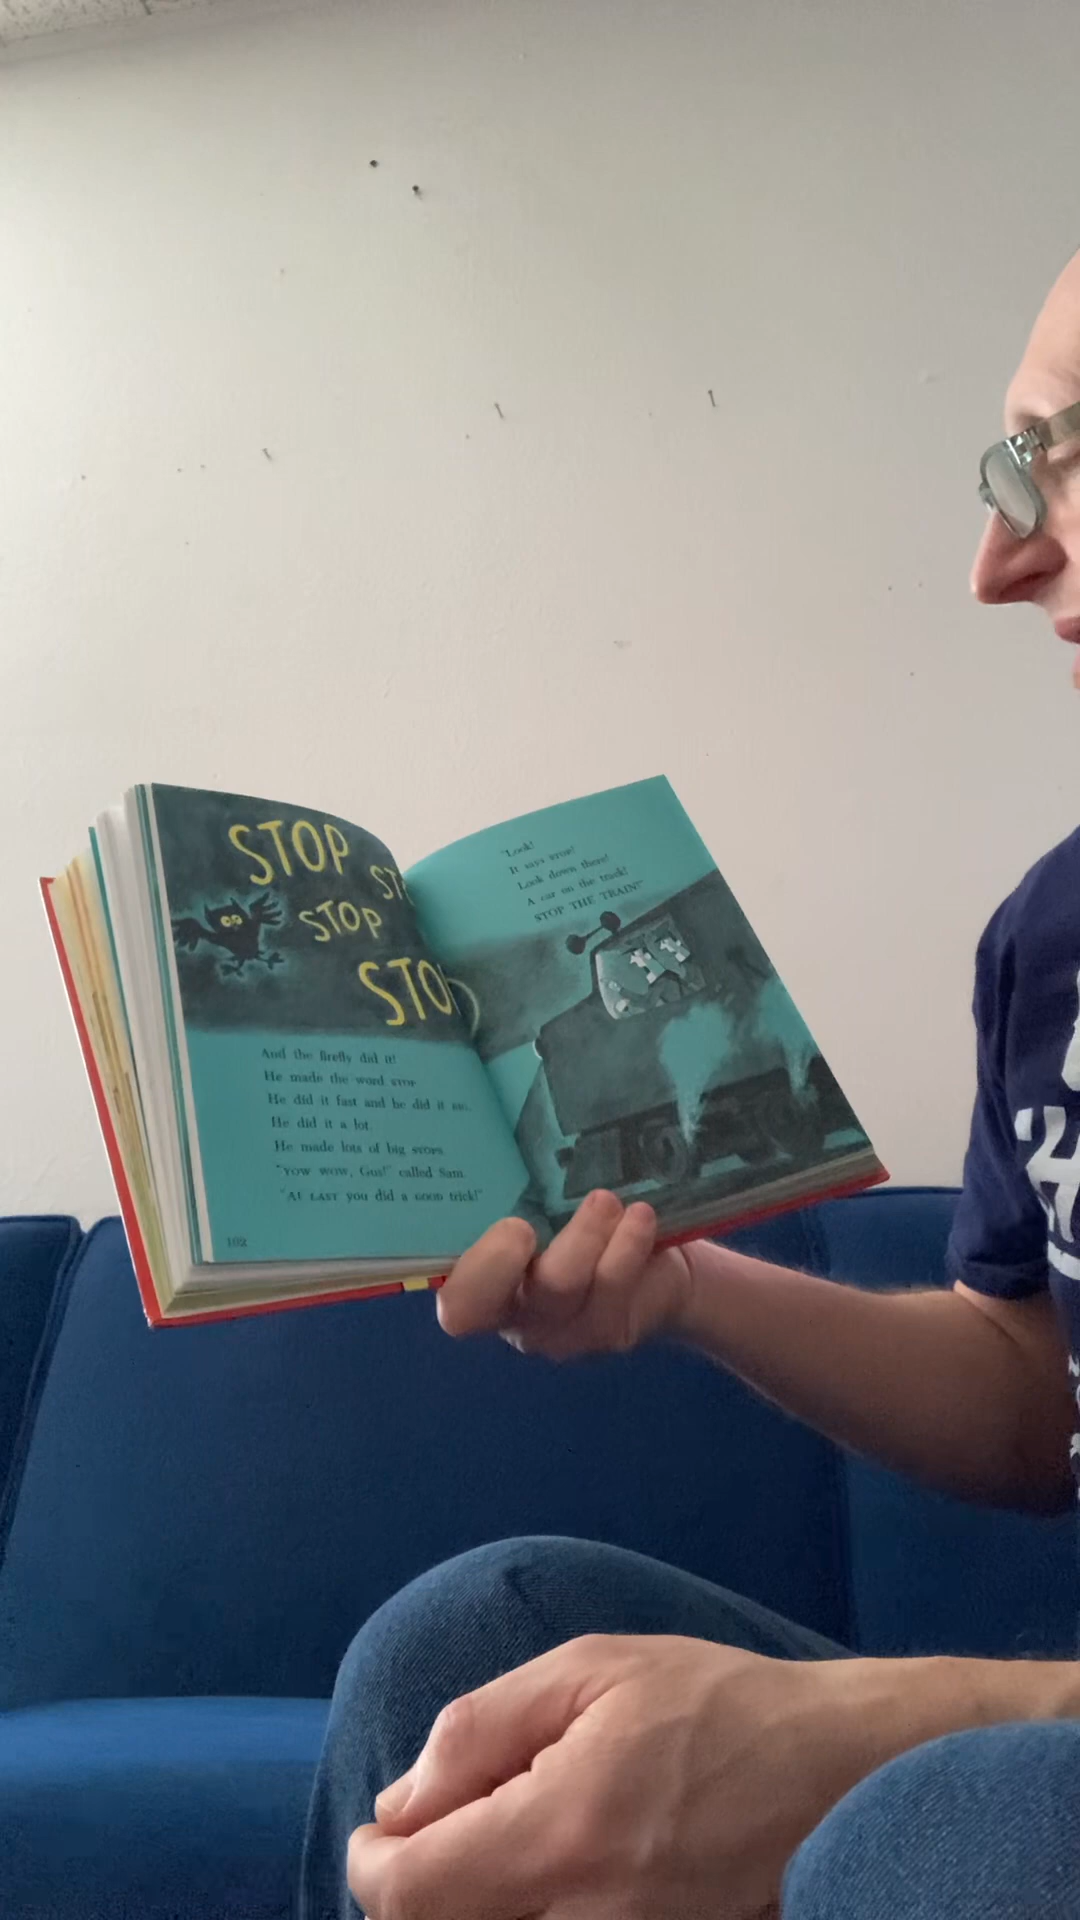 STOP
STOP
STO
And the firefly did it!
He made the word STOP
He did it fast and he did it BIG.
He did it a lot.
He made lots of big STOPS.
"YOW WOW, Gus!" called Sam.
"AT LAST you did a GOOD trick!"
102
"Look!
It says STOP!
Look down there!
A car on the track!
STOP THE TRAIN!"